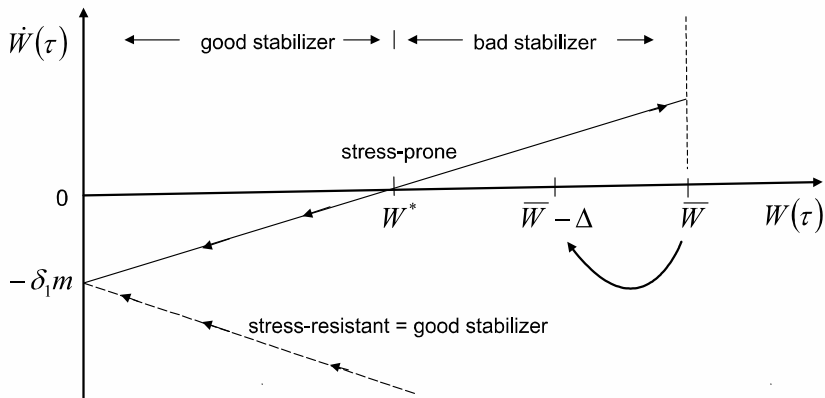 Ẇ(τ)
good stabilizer
bad stabilizer
stress-prone
0
W*
W̅ − Δ
W̅
W(τ)
−δ₁m
stress-resistant = good stabilizer